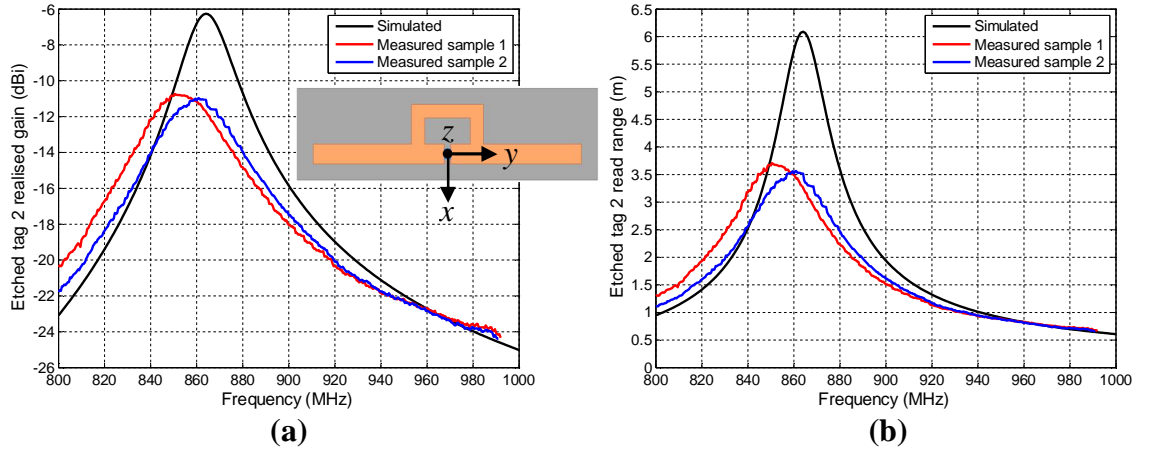 Etched tag 2 realised gain (dBi)
-6
-8
-10
-12
-14
-16
-18
-20
-22
-24
-26
800 820 840 860 880 900 920 940 960 980 1000
Frequency (MHz)
Simulated
Measured sample 1
Measured sample 2
z
y
x
(a)
Etched tag 2 read range (m)
6.5
6
5.5
5
4.5
4
3.5
3
2.5
2
1.5
1
0.5
0
800 820 840 860 880 900 920 940 960 980 1000
Frequency (MHz)
Simulated
Measured sample 1
Measured sample 2
(b)